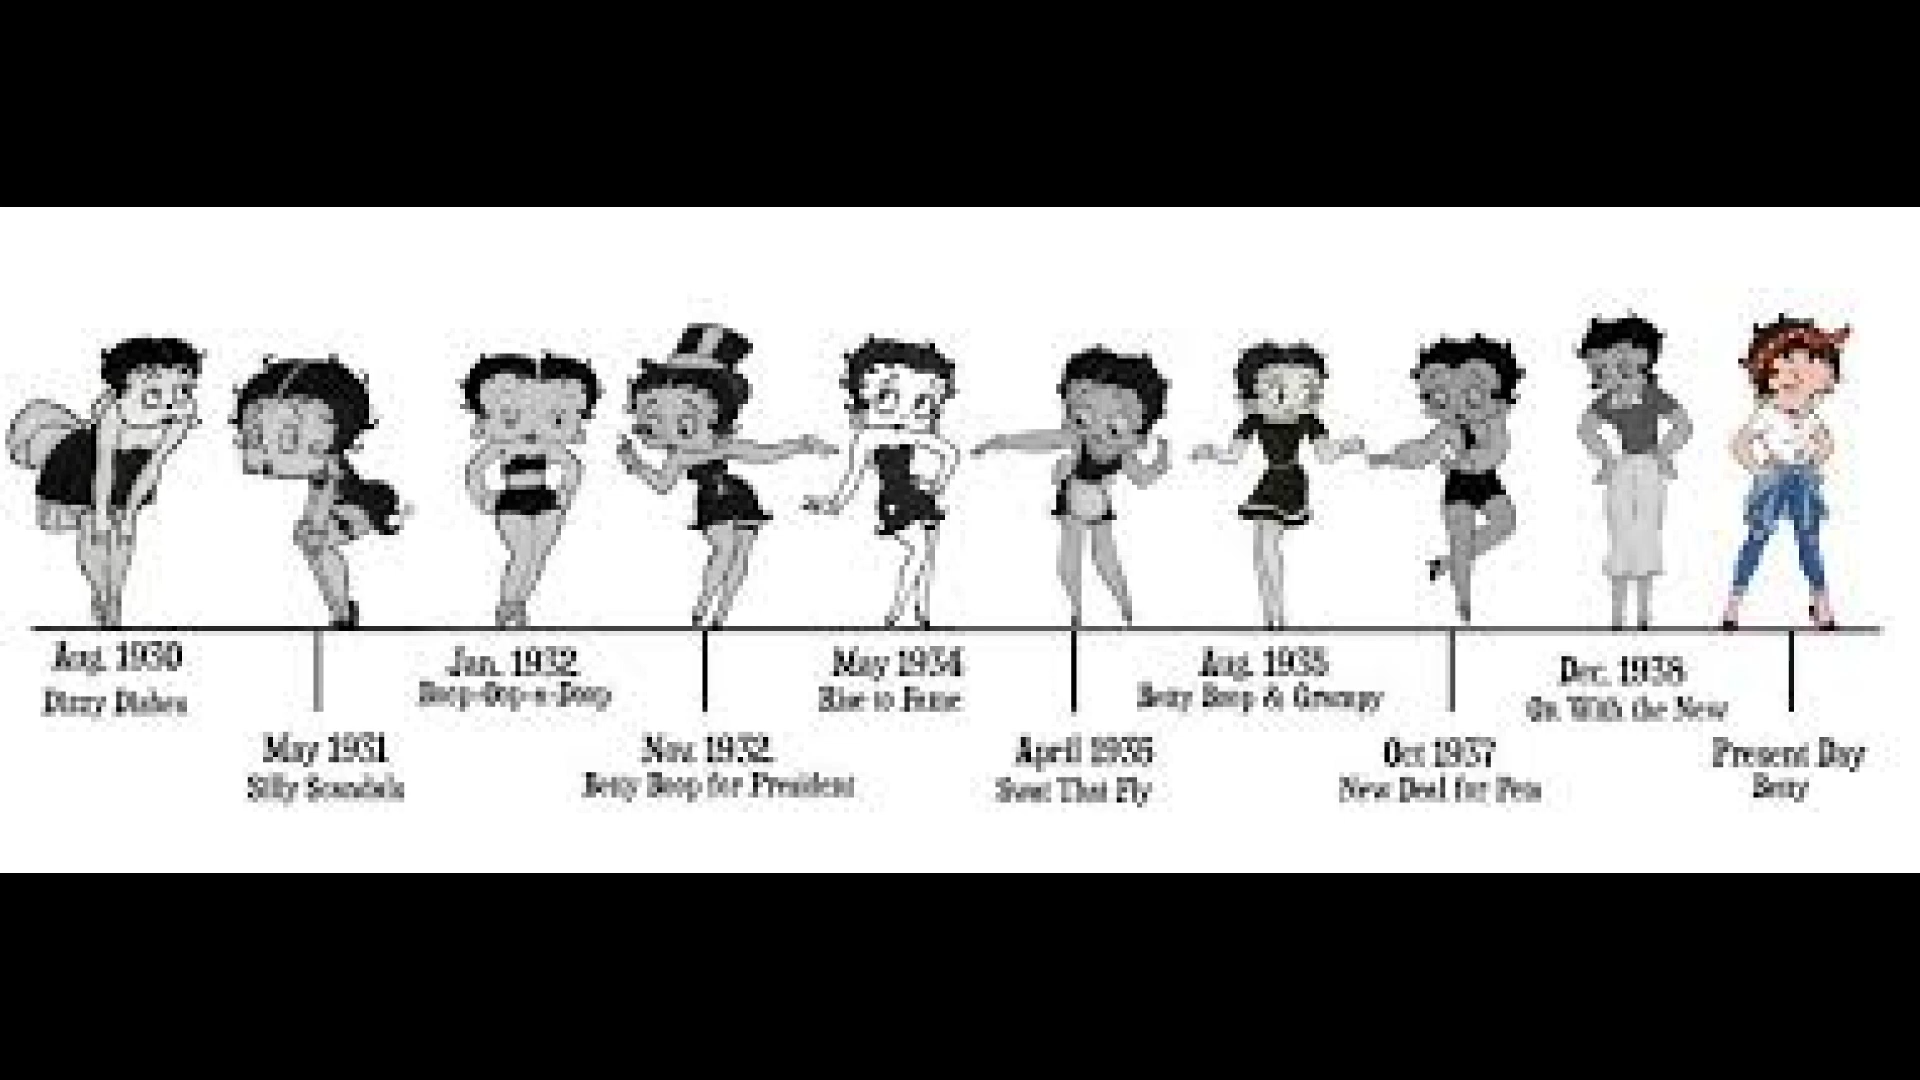 Aug. 1930
Dizzy Dishes
May 1931
Silly Scandals
Jan. 1932
Boop-Oop-a-Doop
Nov. 1932
Betty Boop for President
May 1934
Rise to Fame
April 1935
Swat That Fly
Aug. 1935
Betty Boop & Grampy
Oct 1937
New Deal for Pets
Dec. 1938
On With the New
Present Day
Betty